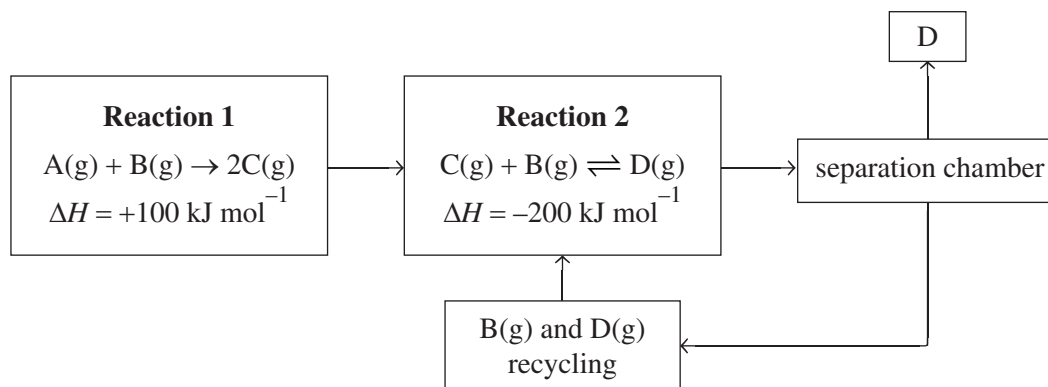 D
Reaction 1
A(g) + B(g) → 2C(g)
ΔH = +100 kJ mol⁻¹
Reaction 2
C(g) + B(g) ⇌ D(g)
ΔH = –200 kJ mol⁻¹
separation chamber
B(g) and D(g)
recycling